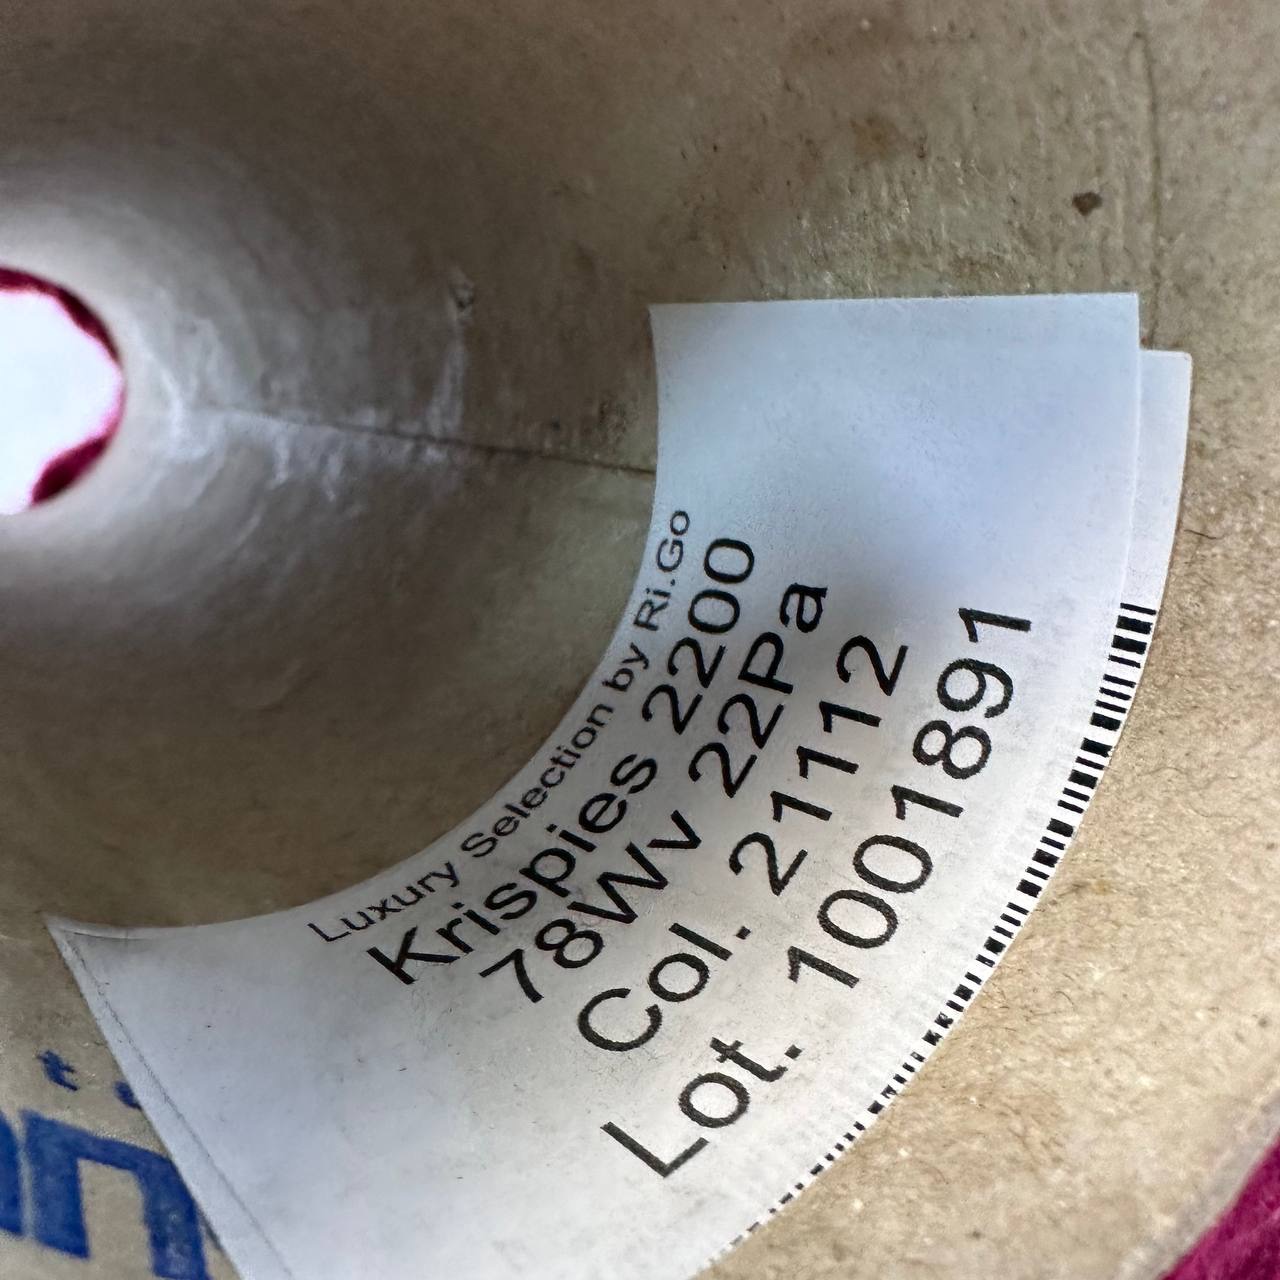 Luxury Selection by Ri.Go
Krispies 2200
78Wv 22Pa
Col. 21112
Lot. 1001891